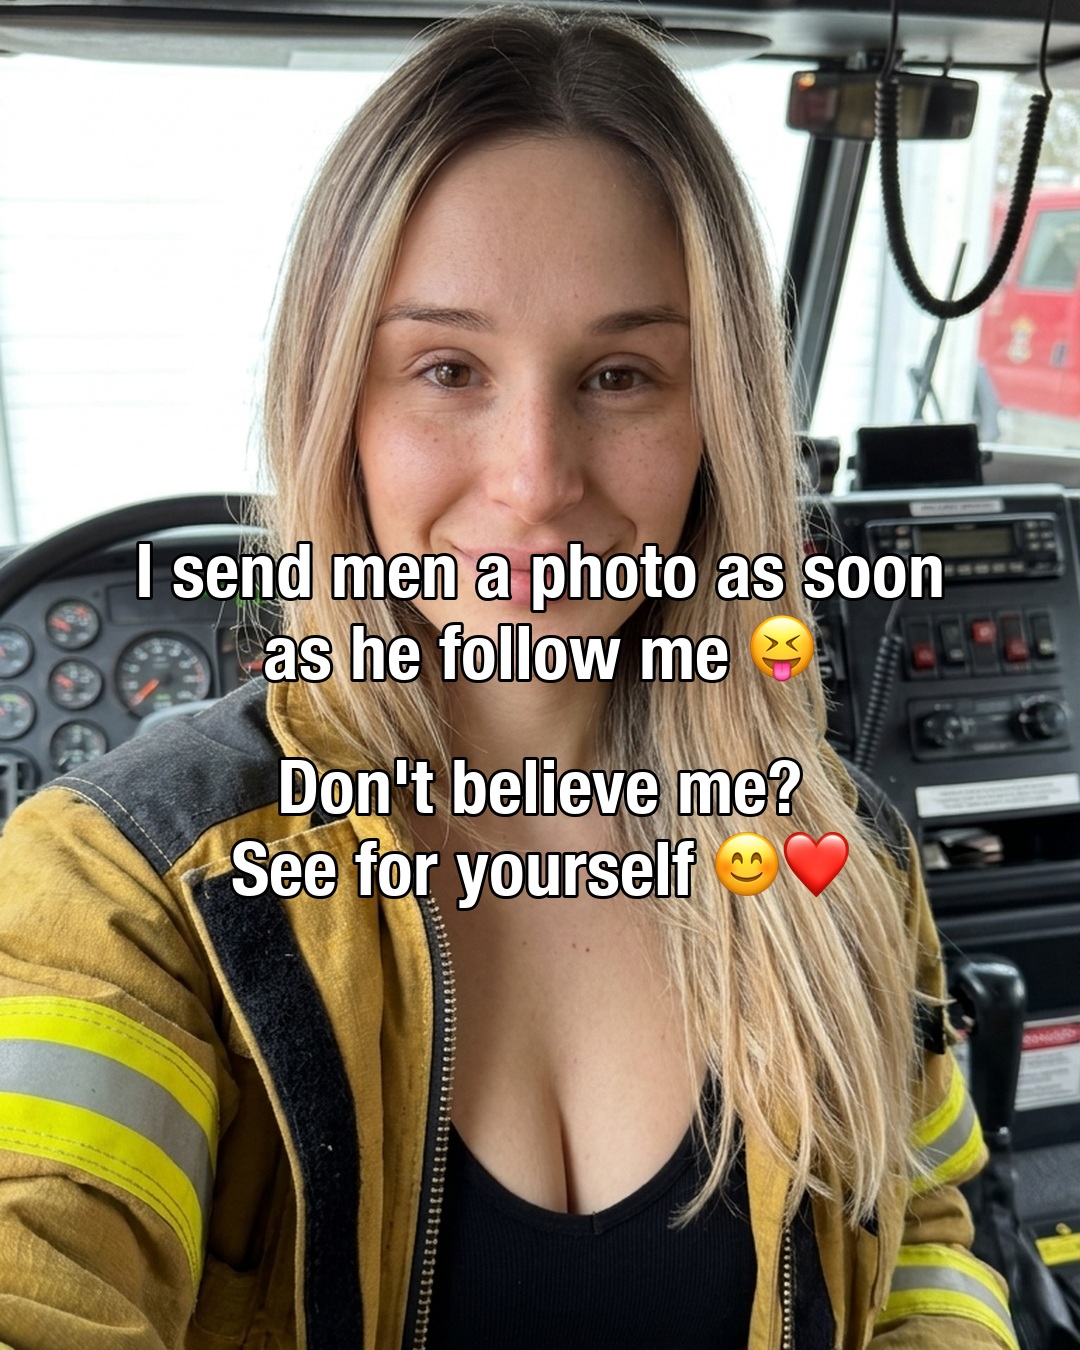 I send men a photo as soon
as he follow me 😝
Don't believe me?
See for yourself 😊❤️